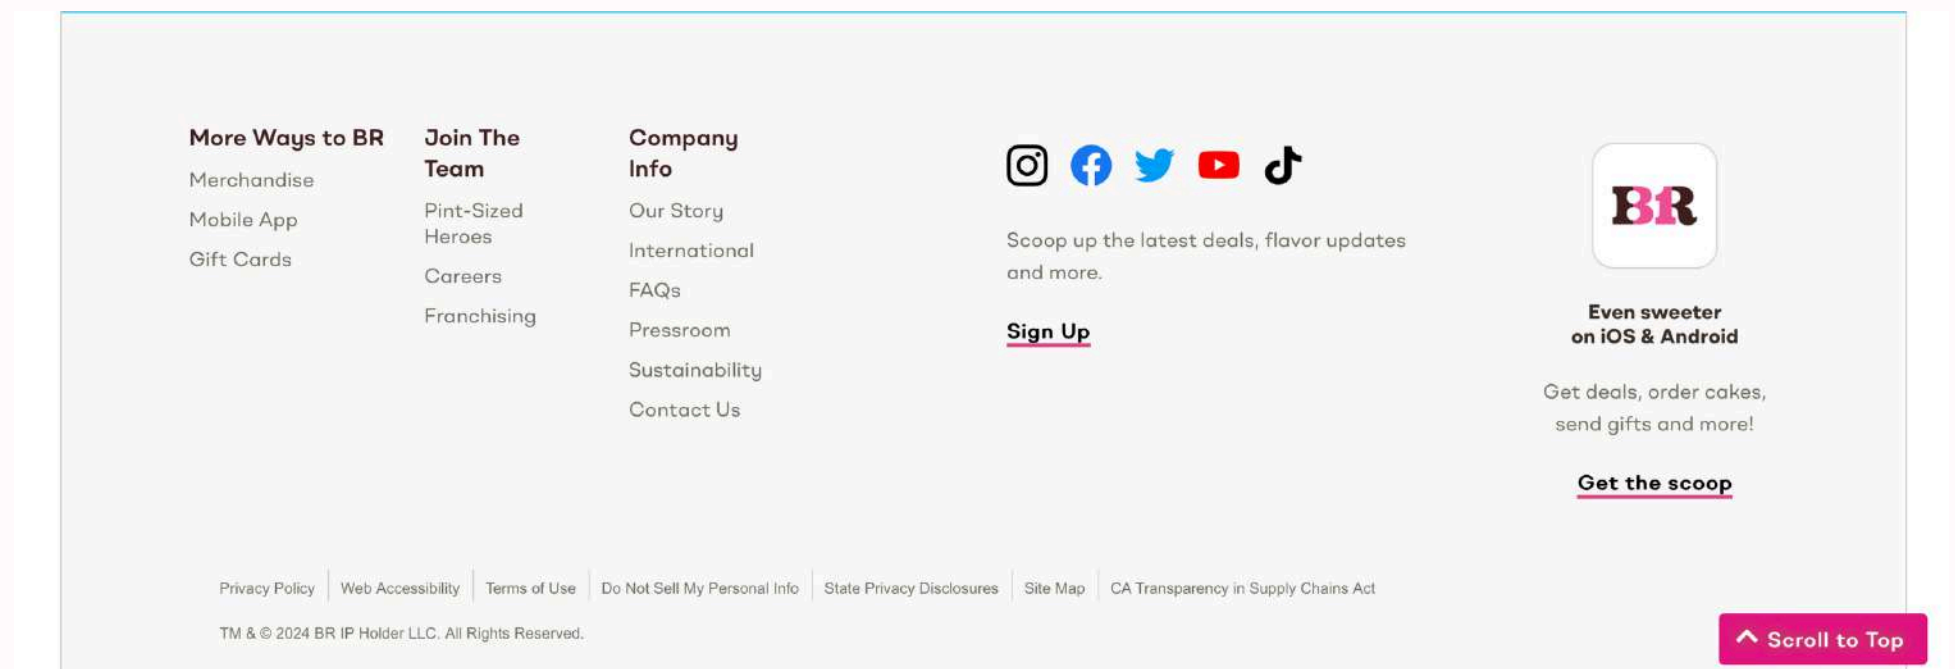 More Ways to BR
Merchandise
Mobile App
Gift Cards
Join The
Team
Pint-Sized
Heroes
Careers
Franchising
Company
Info
Our Story
International
FAQs
Pressroom
Sustainability
Contact Us
Scoop up the latest deals, flavor updates
and more.
Sign Up
BR
Even sweeter
on iOS & Android
Get deals, order cakes,
send gifts and more!
Get the scoop
Privacy Policy Web Accessibility Terms of Use Do Not Sell My Personal Info State Privacy Disclosures Site Map CA Transparency in Supply Chains Act
TM & © 2024 BR IP Holder LLC. All Rights Reserved.
Scroll to Top